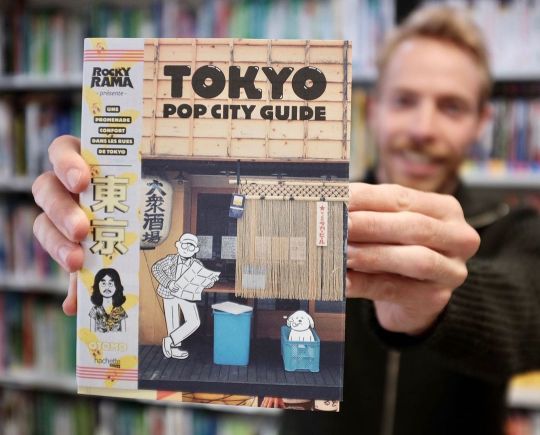 ROCKY
RAMA
présente
UNE
PROMENADE
CONFORT
DANS LES RUES
DE TOKYO
東京
OTOMO
hachette
TOKYO
POP CITY GUIDE
大衆酒場